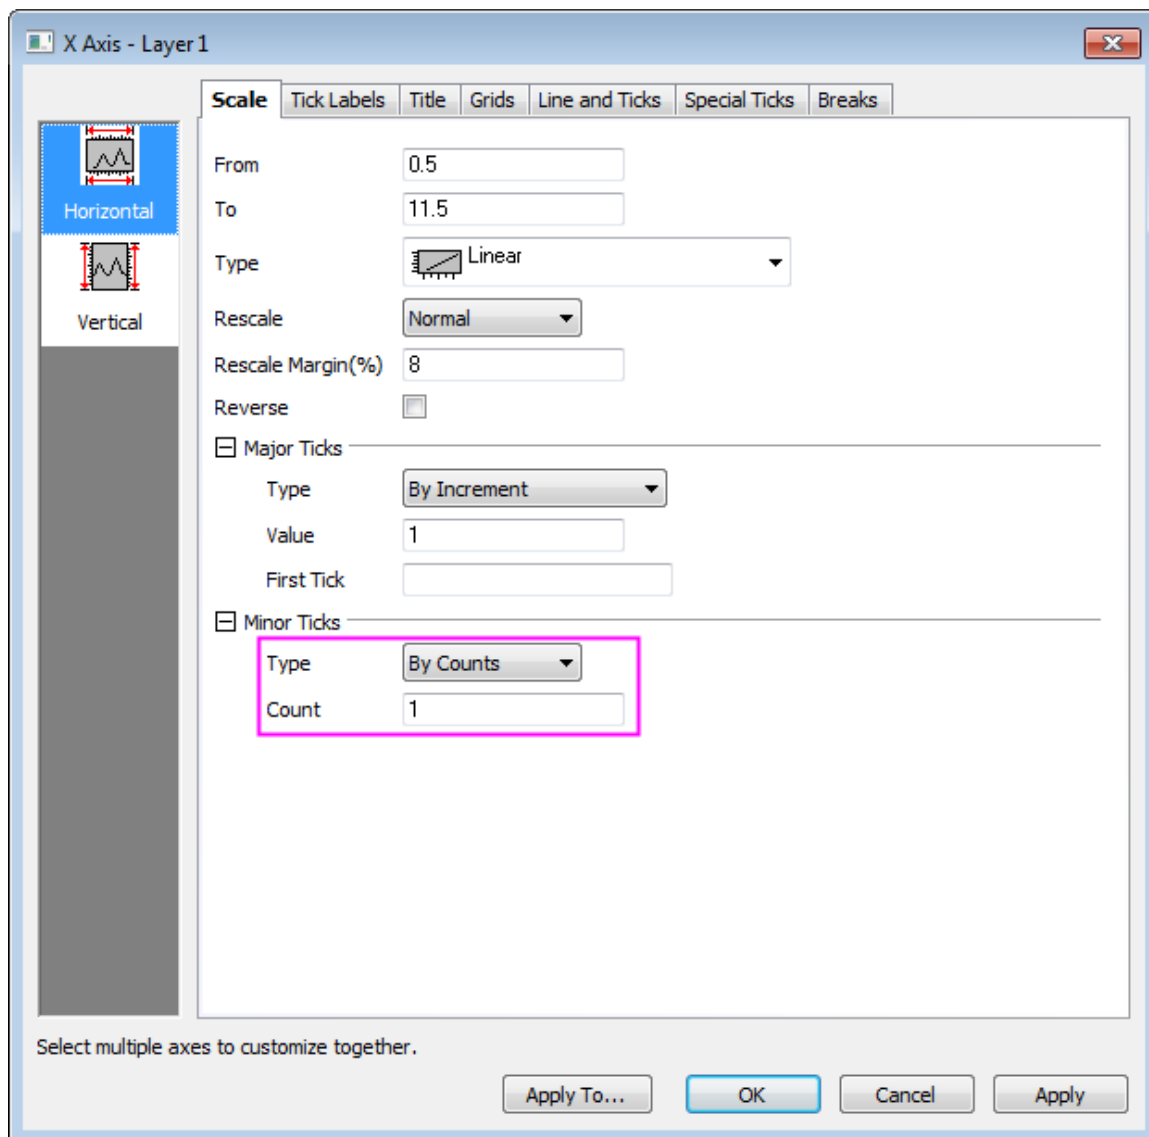 X Axis - Layer 1
Scale Tick Labels Title Grids Line and Ticks Special Ticks Breaks
Horizontal
Vertical
From 0.5
To 11.5
Type Linear
Rescale Normal
Rescale Margin(%) 8
Reverse
Major Ticks
Type By Increment
Value 1
First Tick
Minor Ticks
Type By Counts
Count 1
Select multiple axes to customize together.
Apply To... OK Cancel Apply